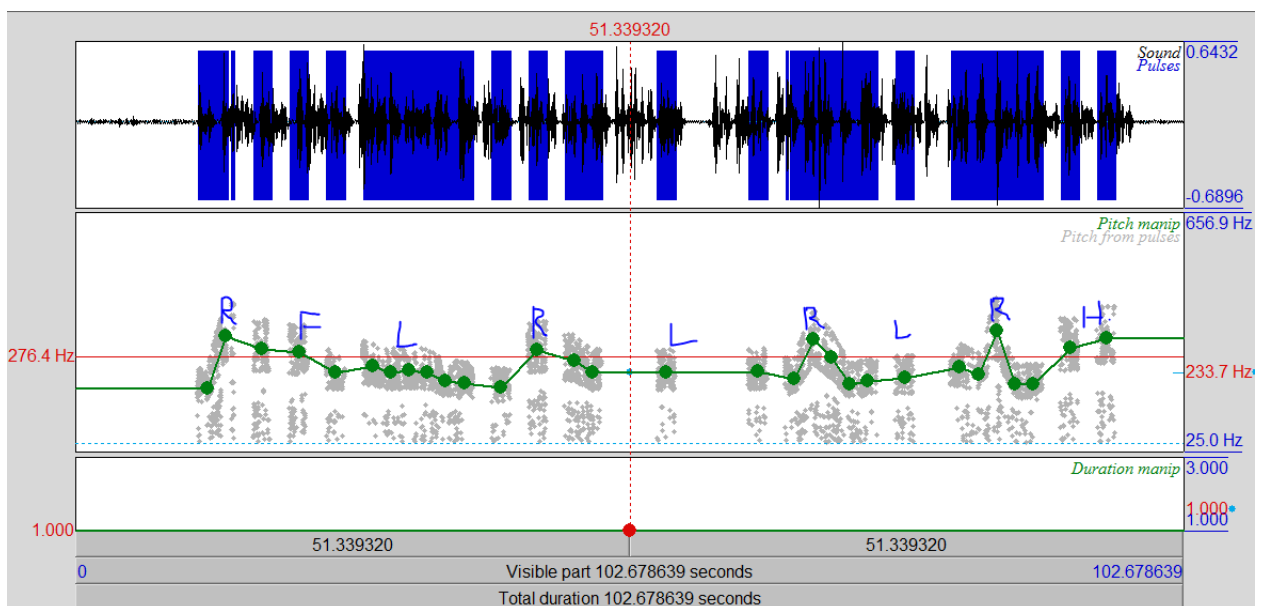 51.339320
Sound
Pulses
0.6432
-0.6896
Pitch manip
Pitch from pulses
656.9 Hz
R F L R L R L R H
276.4 Hz
233.7 Hz
25.0 Hz
Duration manip
3.000
1.000
1.000
1.000
51.339320 51.339320
0 Visible part 102.678639 seconds 102.678639
Total duration 102.678639 seconds